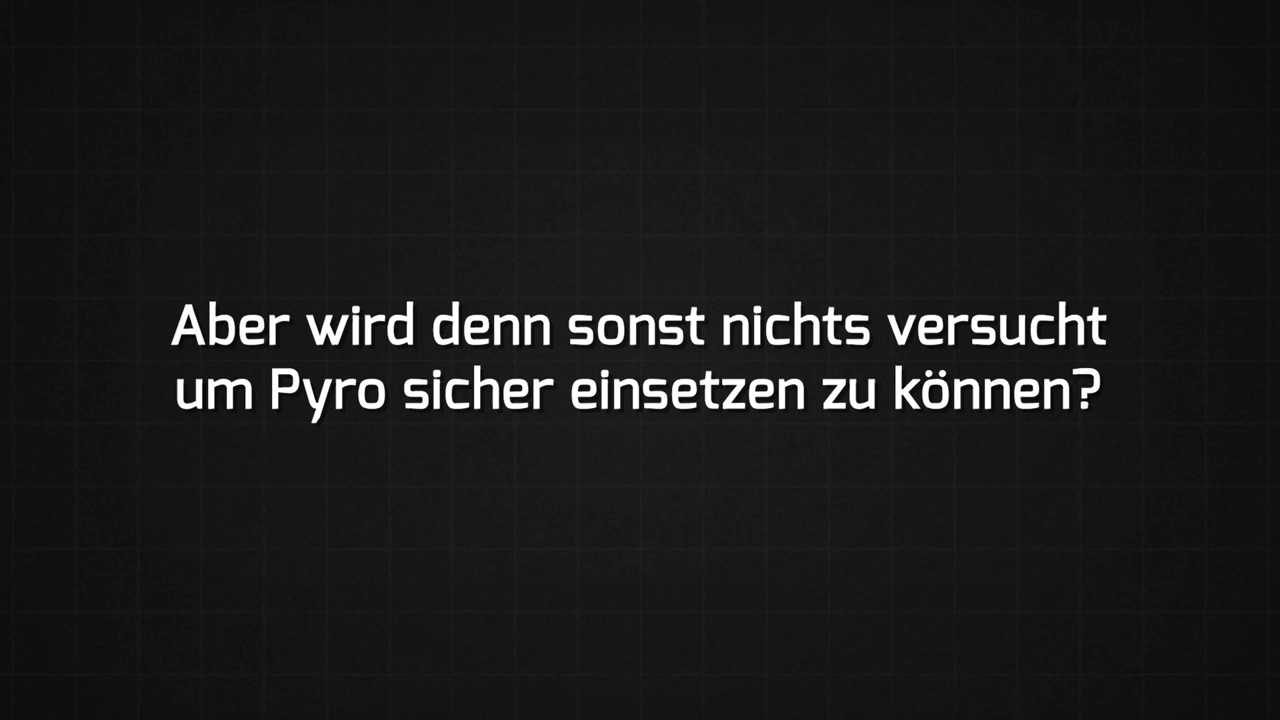 Aber wird denn sonst nichts versucht
um Pyro sicher einsetzen zu können?